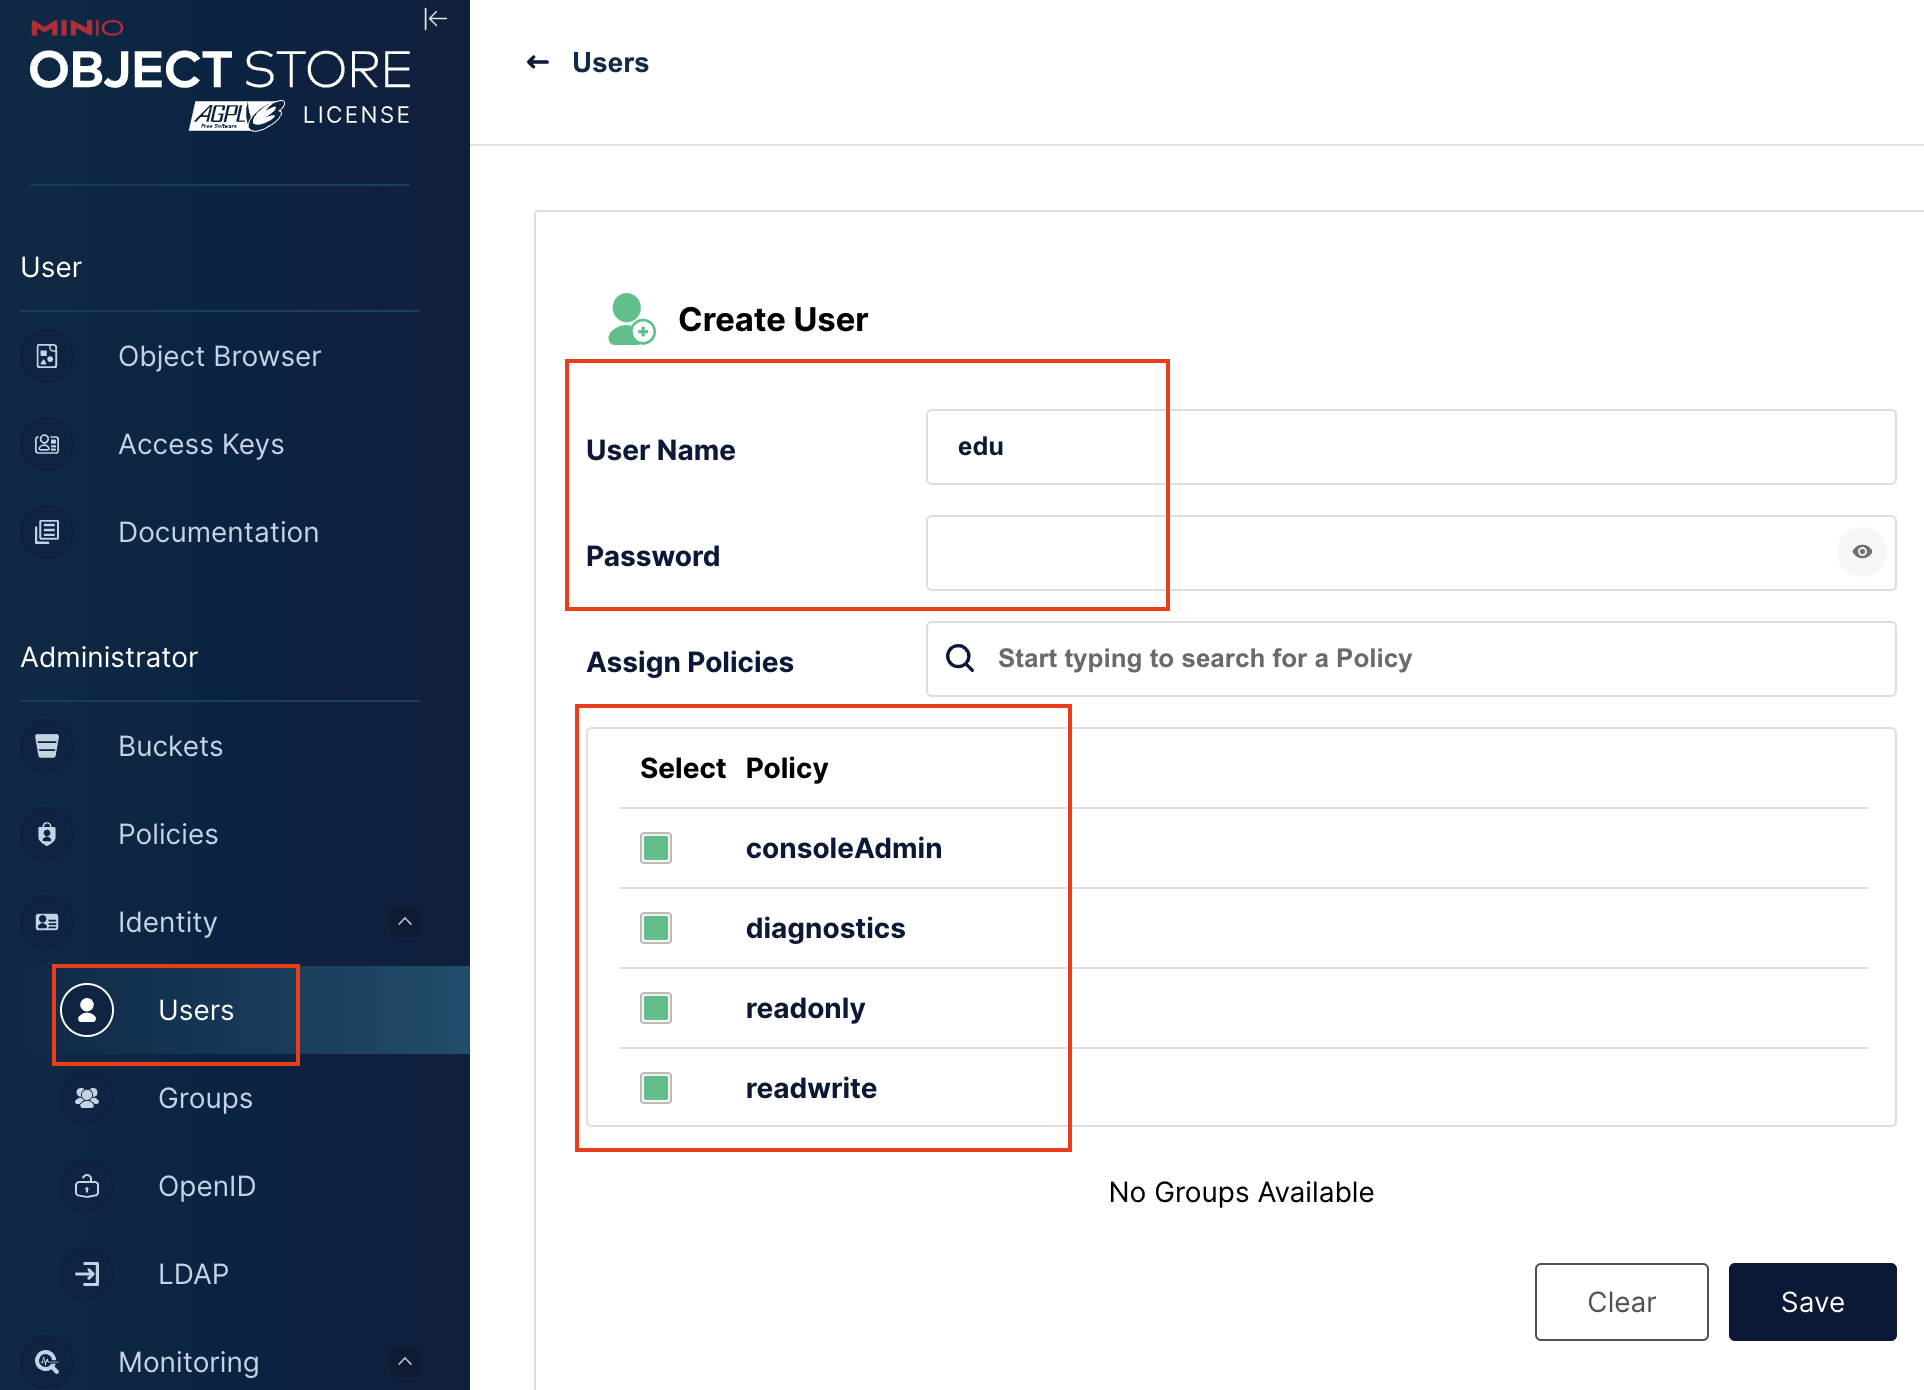 MINIO
OBJECT STORE
AGPLV3 LICENSE
Free Software
User
Object Browser
Access Keys
Documentation
Administrator
Buckets
Policies
Identity
Users
Groups
OpenID
LDAP
Monitoring
Users
Create User
User Name edu
Password
Assign Policies Start typing to search for a Policy
Select Policy
consoleAdmin
diagnostics
readonly
readwrite
No Groups Available
Clear Save